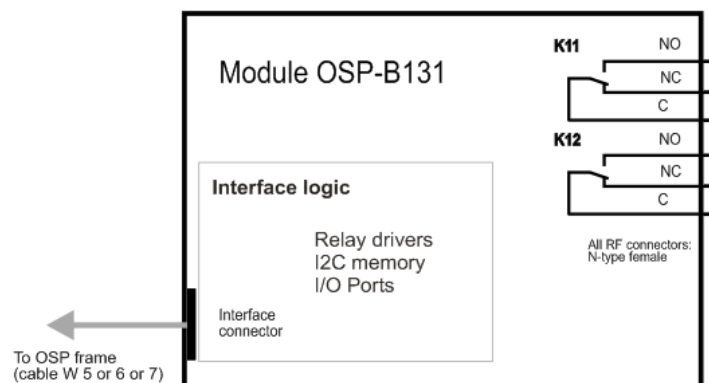 Module OSP-B131
K11
NO
NC
C
K12
NO
NC
C
All RF connectors:
N-type female
Interface logic
Relay drivers
I2C memory
I/O Ports
Interface
connector
To OSP frame
(cable W 5 or 6 or 7)